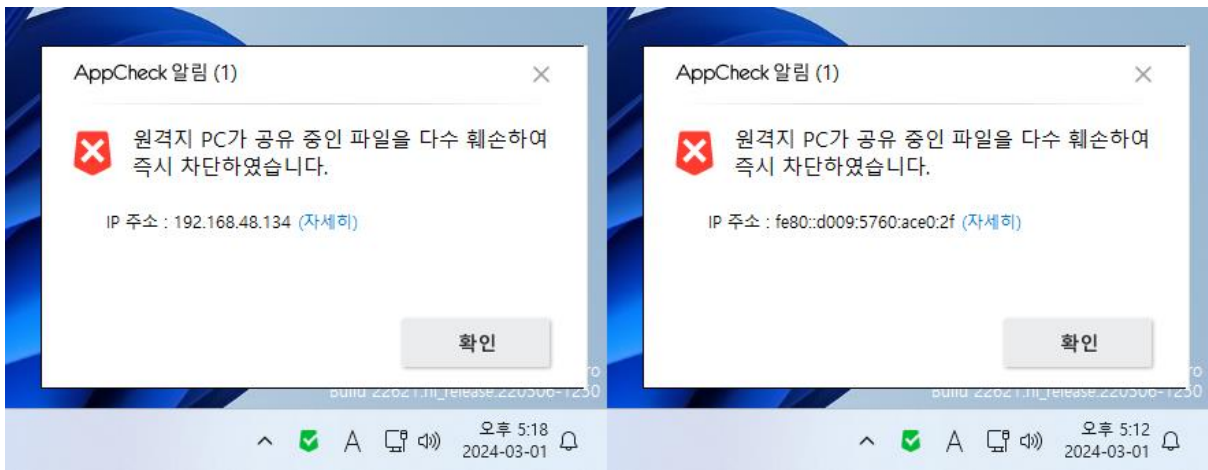 AppCheck 알림 (1)
원격지 PC가 공유 중인 파일을 다수 훼손하여
즉시 차단하였습니다.
IP 주소 : 192.168.48.134 (자세히)
확인
A
오후 5:18
2024-03-01
AppCheck 알림 (1)
원격지 PC가 공유 중인 파일을 다수 훼손하여
즉시 차단하였습니다.
IP 주소 : fe80::d009:5760:ace0:2f (자세히)
확인
A
오후 5:12
2024-03-01